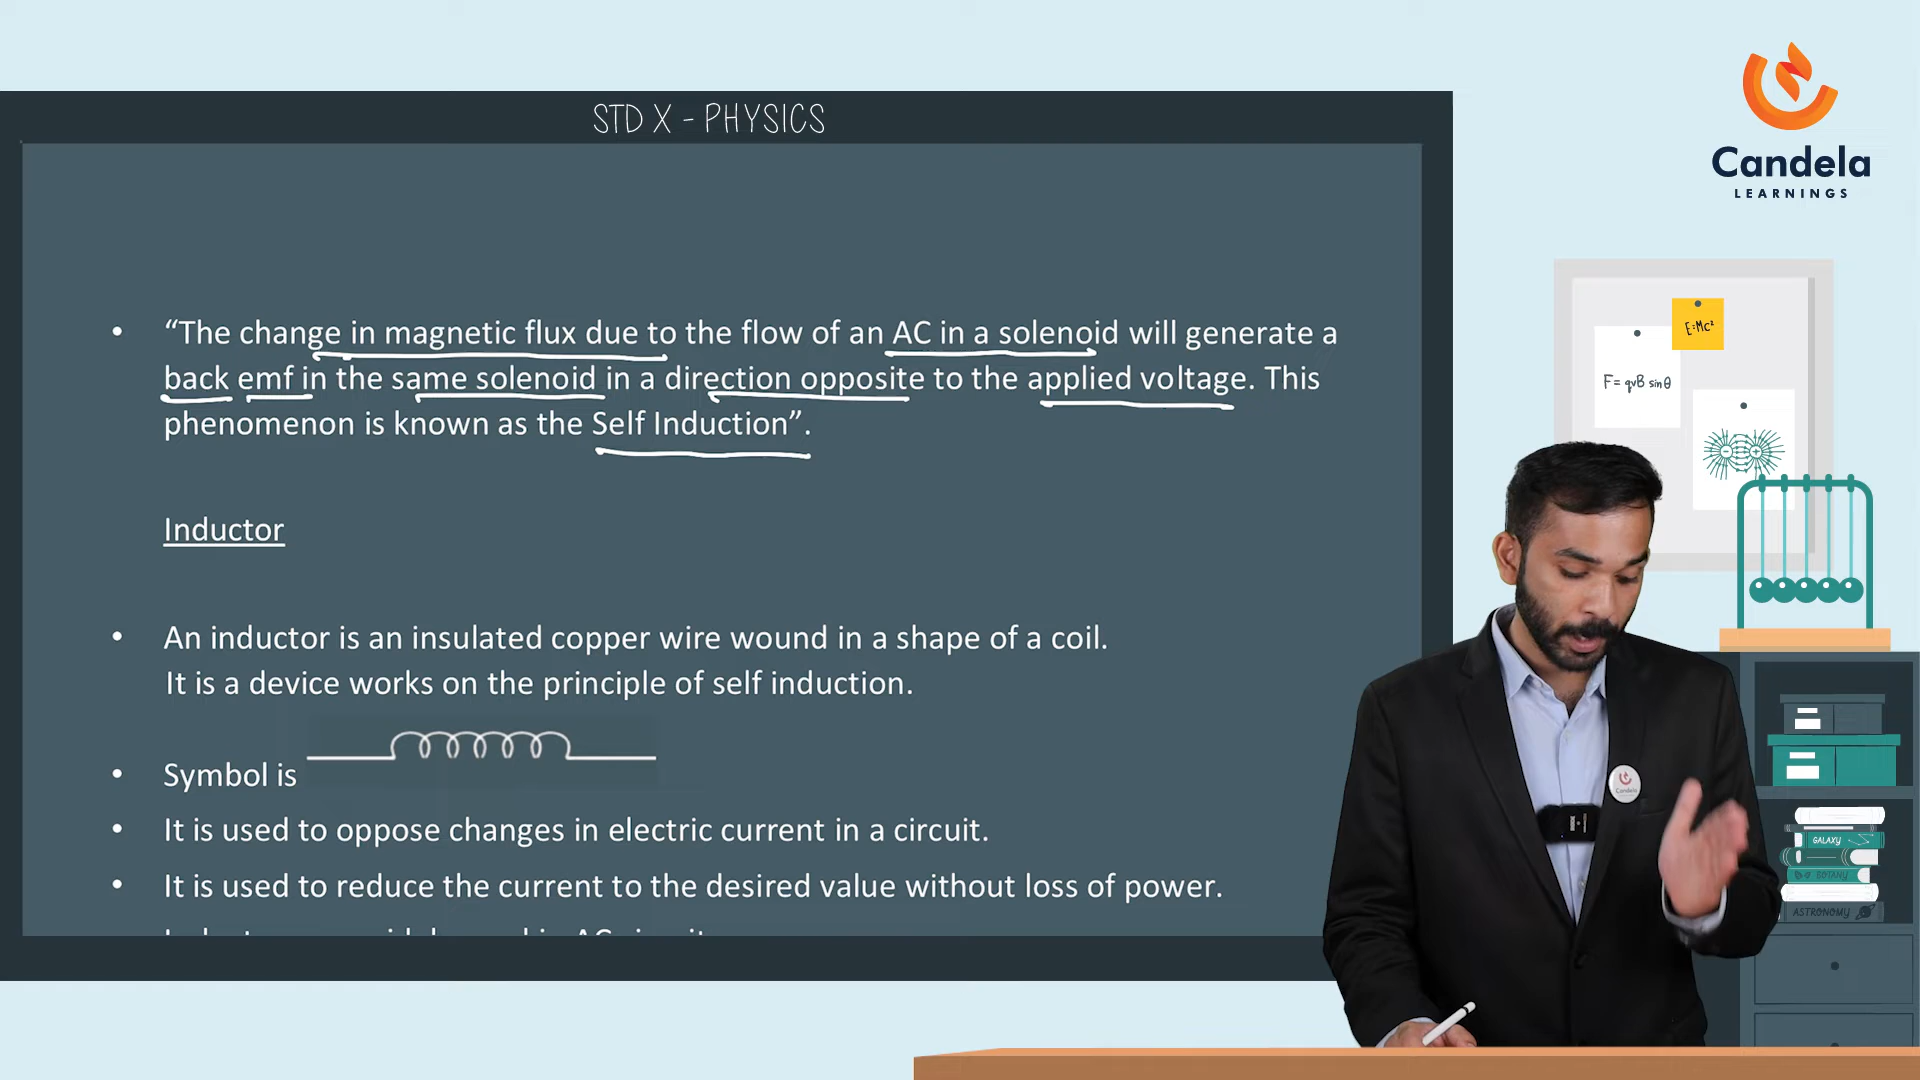 STD X - PHYSICS
Candela
LEARNINGS
• “The change in magnetic flux due to the flow of an AC in a solenoid will generate a
back emf in the same solenoid in a direction opposite to the applied voltage. This
phenomenon is known as the Self Induction”.
Inductor
• An inductor is an insulated copper wire wound in a shape of a coil.
It is a device works on the principle of self induction.
• Symbol is
• It is used to oppose changes in electric current in a circuit.
• It is used to reduce the current to the desired value without loss of power.
E=Mc²
F= qvB sinθ
Candela
GALAXY
BOTANY
ASTRONOMY